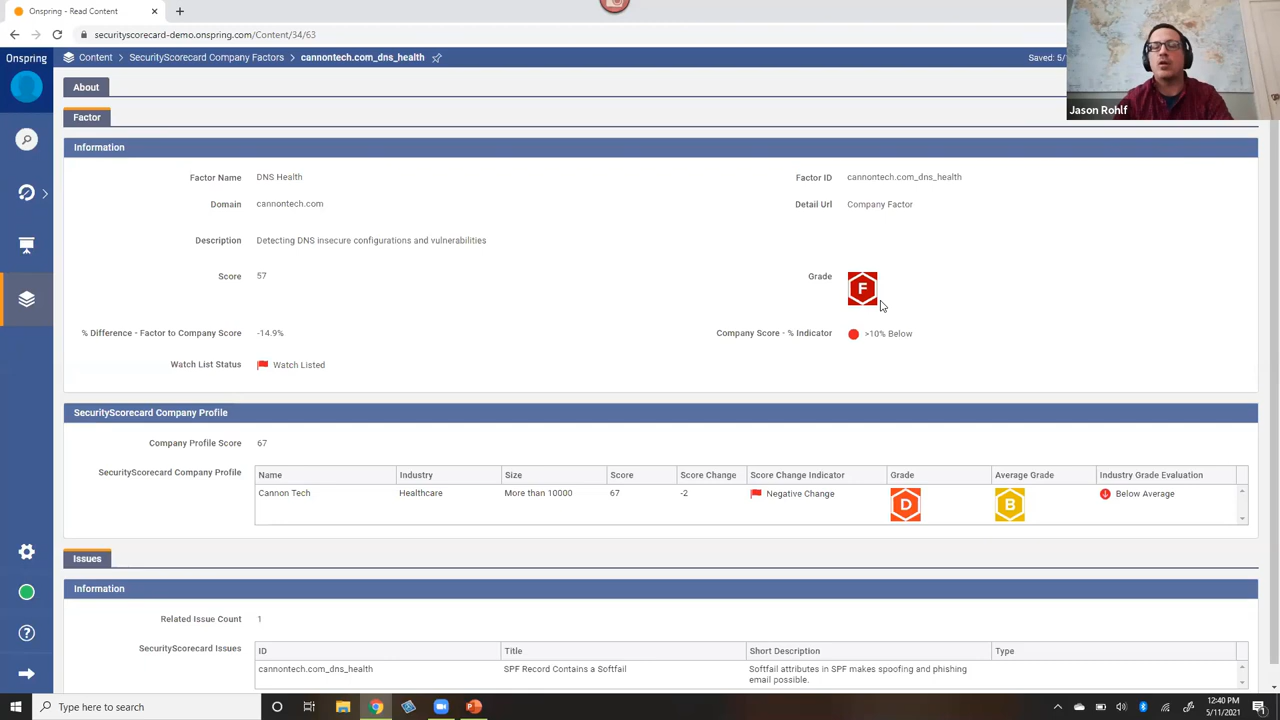 Onspring - Read Content
securityscorecard-demo.onspring.com/Content/34/63
Onspring
Content > SecurityScorecard Company Factors > cannontech.com_dns_health
Saved: 5/
Jason Rohlf
About
Factor
Information
Factor Name DNS Health Factor ID cannontech.com_dns_health
Domain cannontech.com Detail Url Company Factor
Description Detecting DNS insecure configurations and vulnerabilities
Score 57 Grade F
% Difference - Factor to Company Score -14.9% Company Score - % Indicator >10% Below
Watch List Status Watch Listed
SecurityScorecard Company Profile
Company Profile Score 67
SecurityScorecard Company Profile Name Industry Size Score Score Change Score Change Indicator Grade Average Grade Industry Grade Evaluation
Cannon Tech Healthcare More than 10000 67 -2 Negative Change D B Below Average
Issues
Information
Related Issue Count 1
SecurityScorecard Issues ID Title Short Description Type
cannontech.com_dns_health SPF Record Contains a Softfail Softfail attributes in SPF makes spoofing and phishing
email possible.
Type here to search
12:40 PM
5/11/2021
1